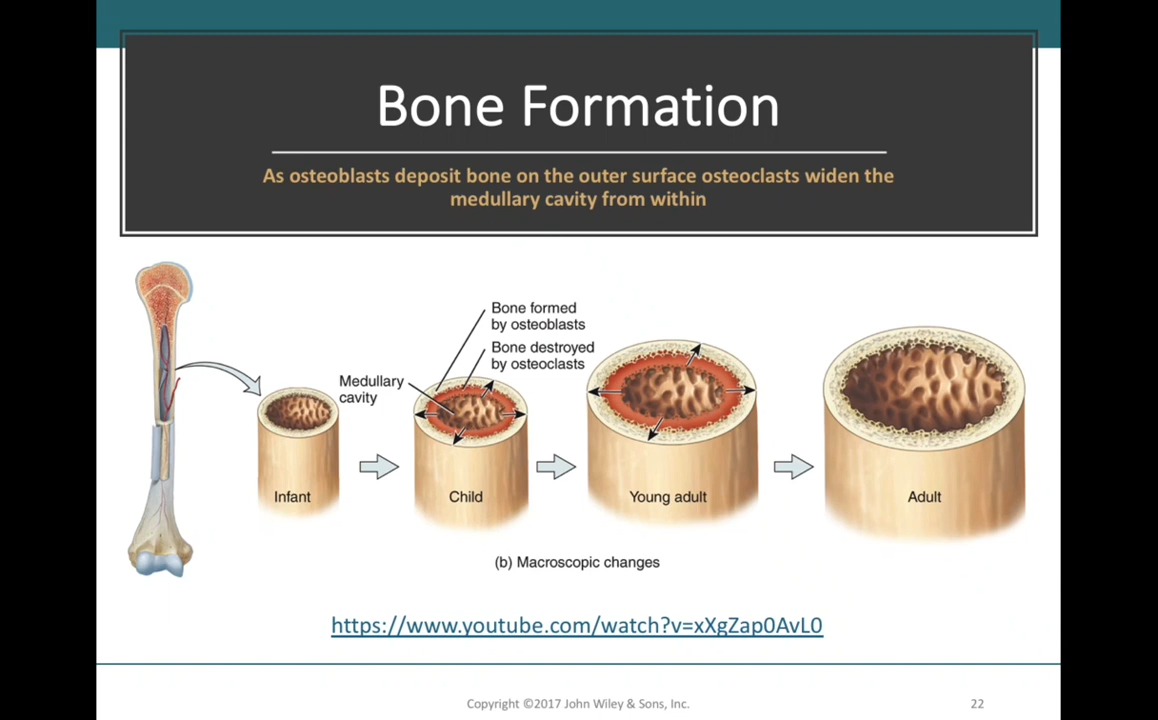 Bone Formation
As osteoblasts deposit bone on the outer surface osteoclasts widen the
medullary cavity from within
Bone formed
by osteoblasts
Bone destroyed
by osteoclasts
Medullary
cavity
Infant
Child
Young adult
Adult
(b) Macroscopic changes
https://www.youtube.com/watch?v=xXgZap0AvL0
Copyright ©2017 John Wiley & Sons, Inc.
22